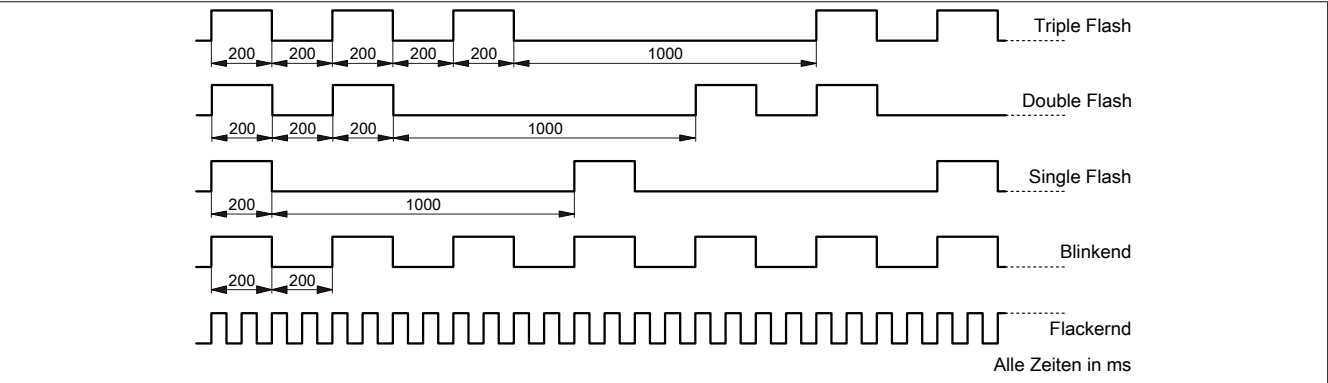 Triple Flash
200 200 200 200 200 1000
Double Flash
200 200 200 1000
Single Flash
200 1000
Blinkend
200 200
Flackernd
Alle Zeiten in ms